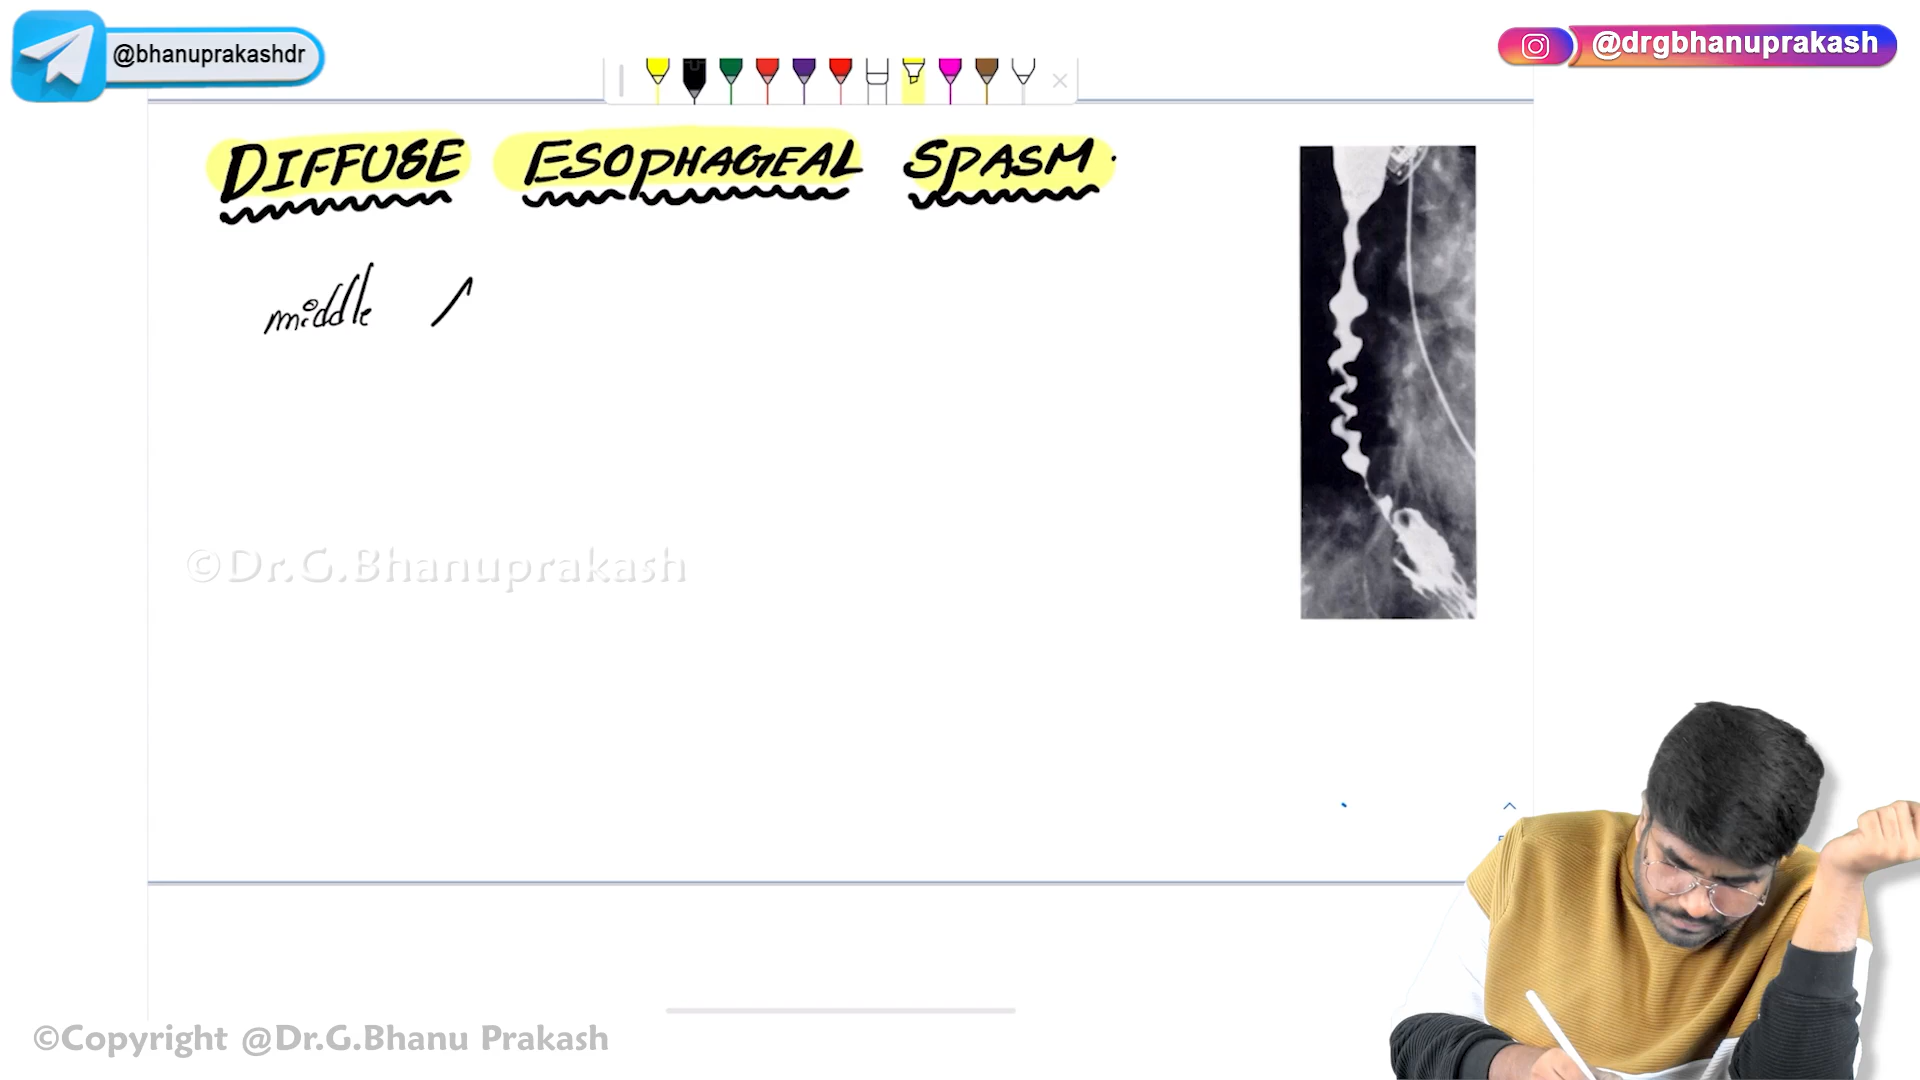 @bhanuprakashdr
@drgbhanuprakash
DIFFUSE ESOPHAGEAL SPASM.
middle
©Dr.G.Bhanuprakash
©Copyright @Dr.G.Bhanu Prakash